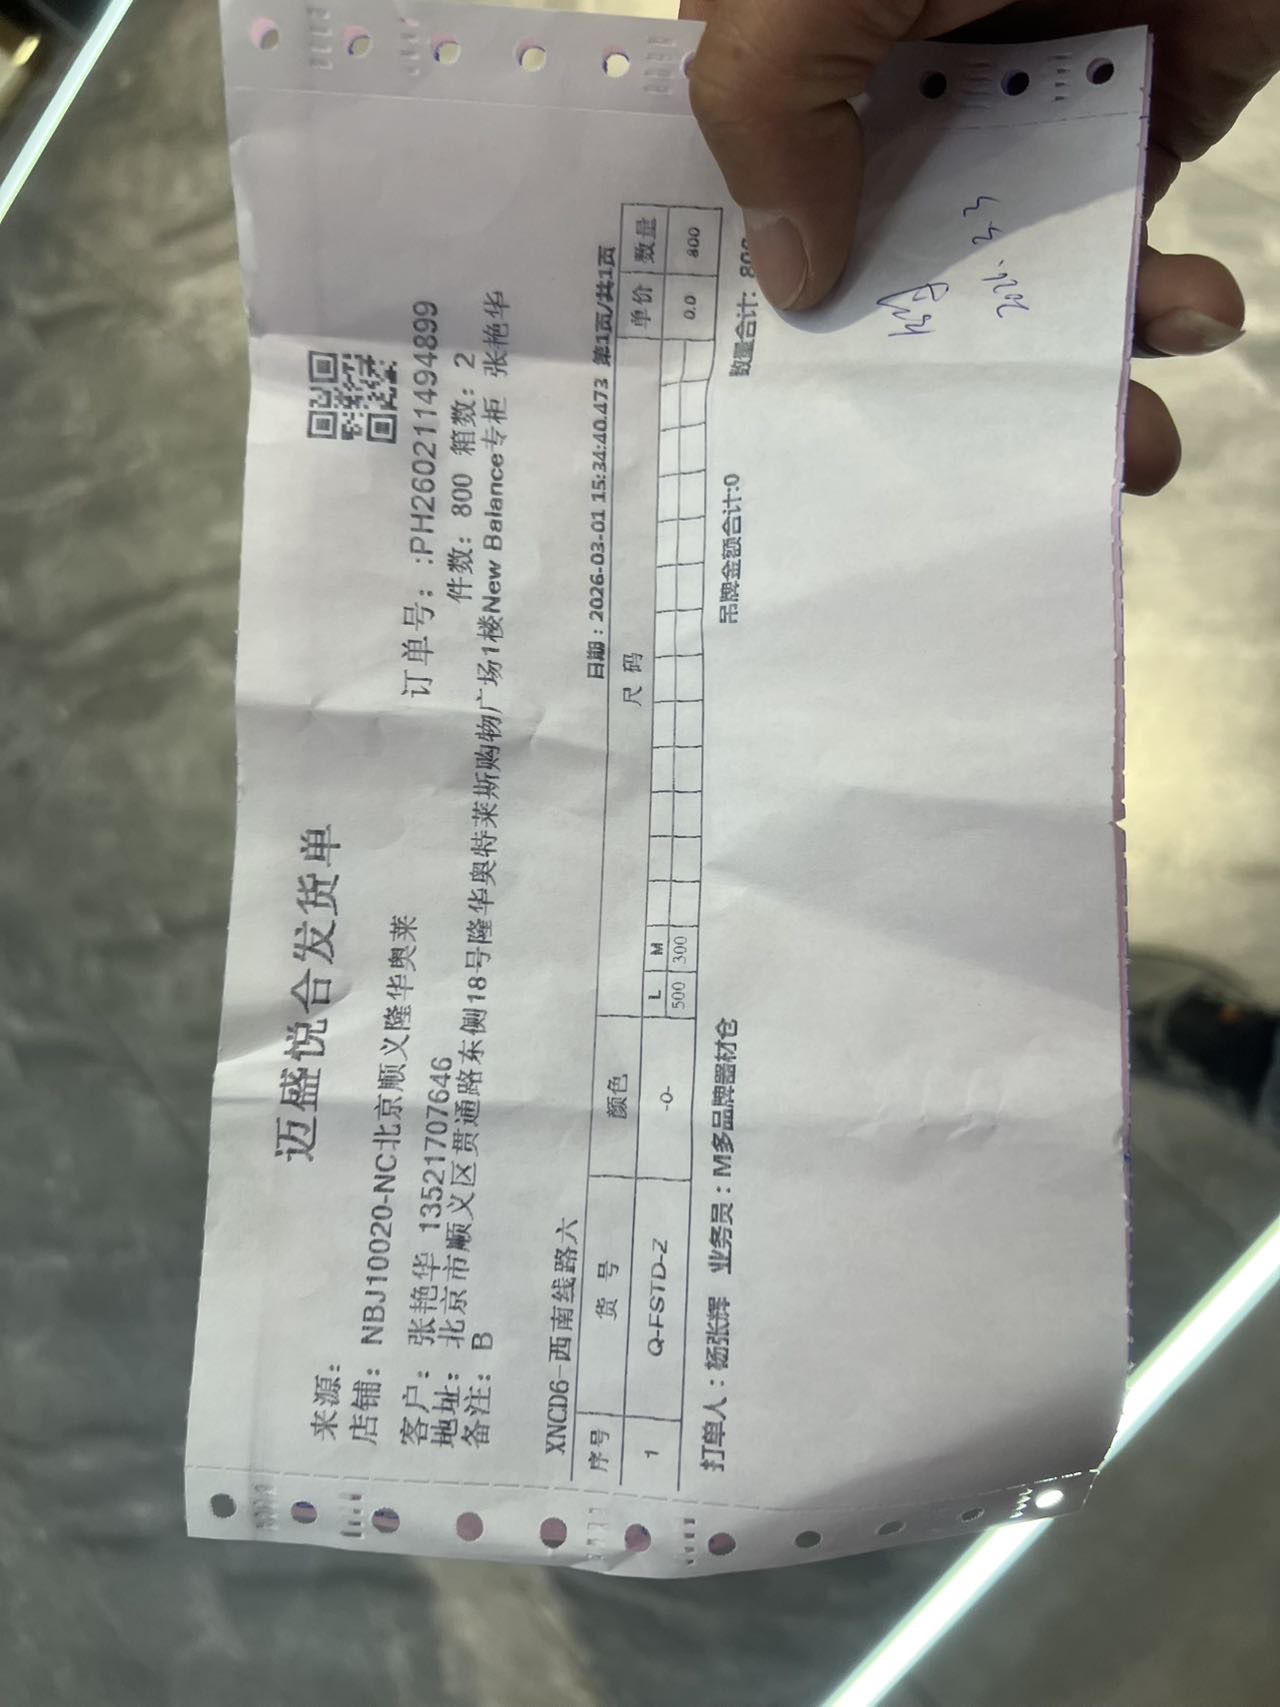 迈盛悦合发货单
来源:
订单号: :PH260211494899
店铺: NBJ10020-NC北京顺义隆华奥莱
件数: 800 箱数: 2
客户: 张艳华 13521707646
地址: 北京市顺义区贯通路东侧18号隆华奥特莱斯购物广场1楼New Balance专柜 张艳华
备注: B
XNCD6-西南线路六
日期: 2026-03-01 15:34:40.473 第1页/共1页
序号 货号 颜色 尺码 单价 数量
L M
1 Q-FSTD-Z -0- 500 300 0.0 800
打单人: 杨张辉 业务员: M多品牌器材仓 吊牌金额合计:0 数量合计: 80
2026.3.3